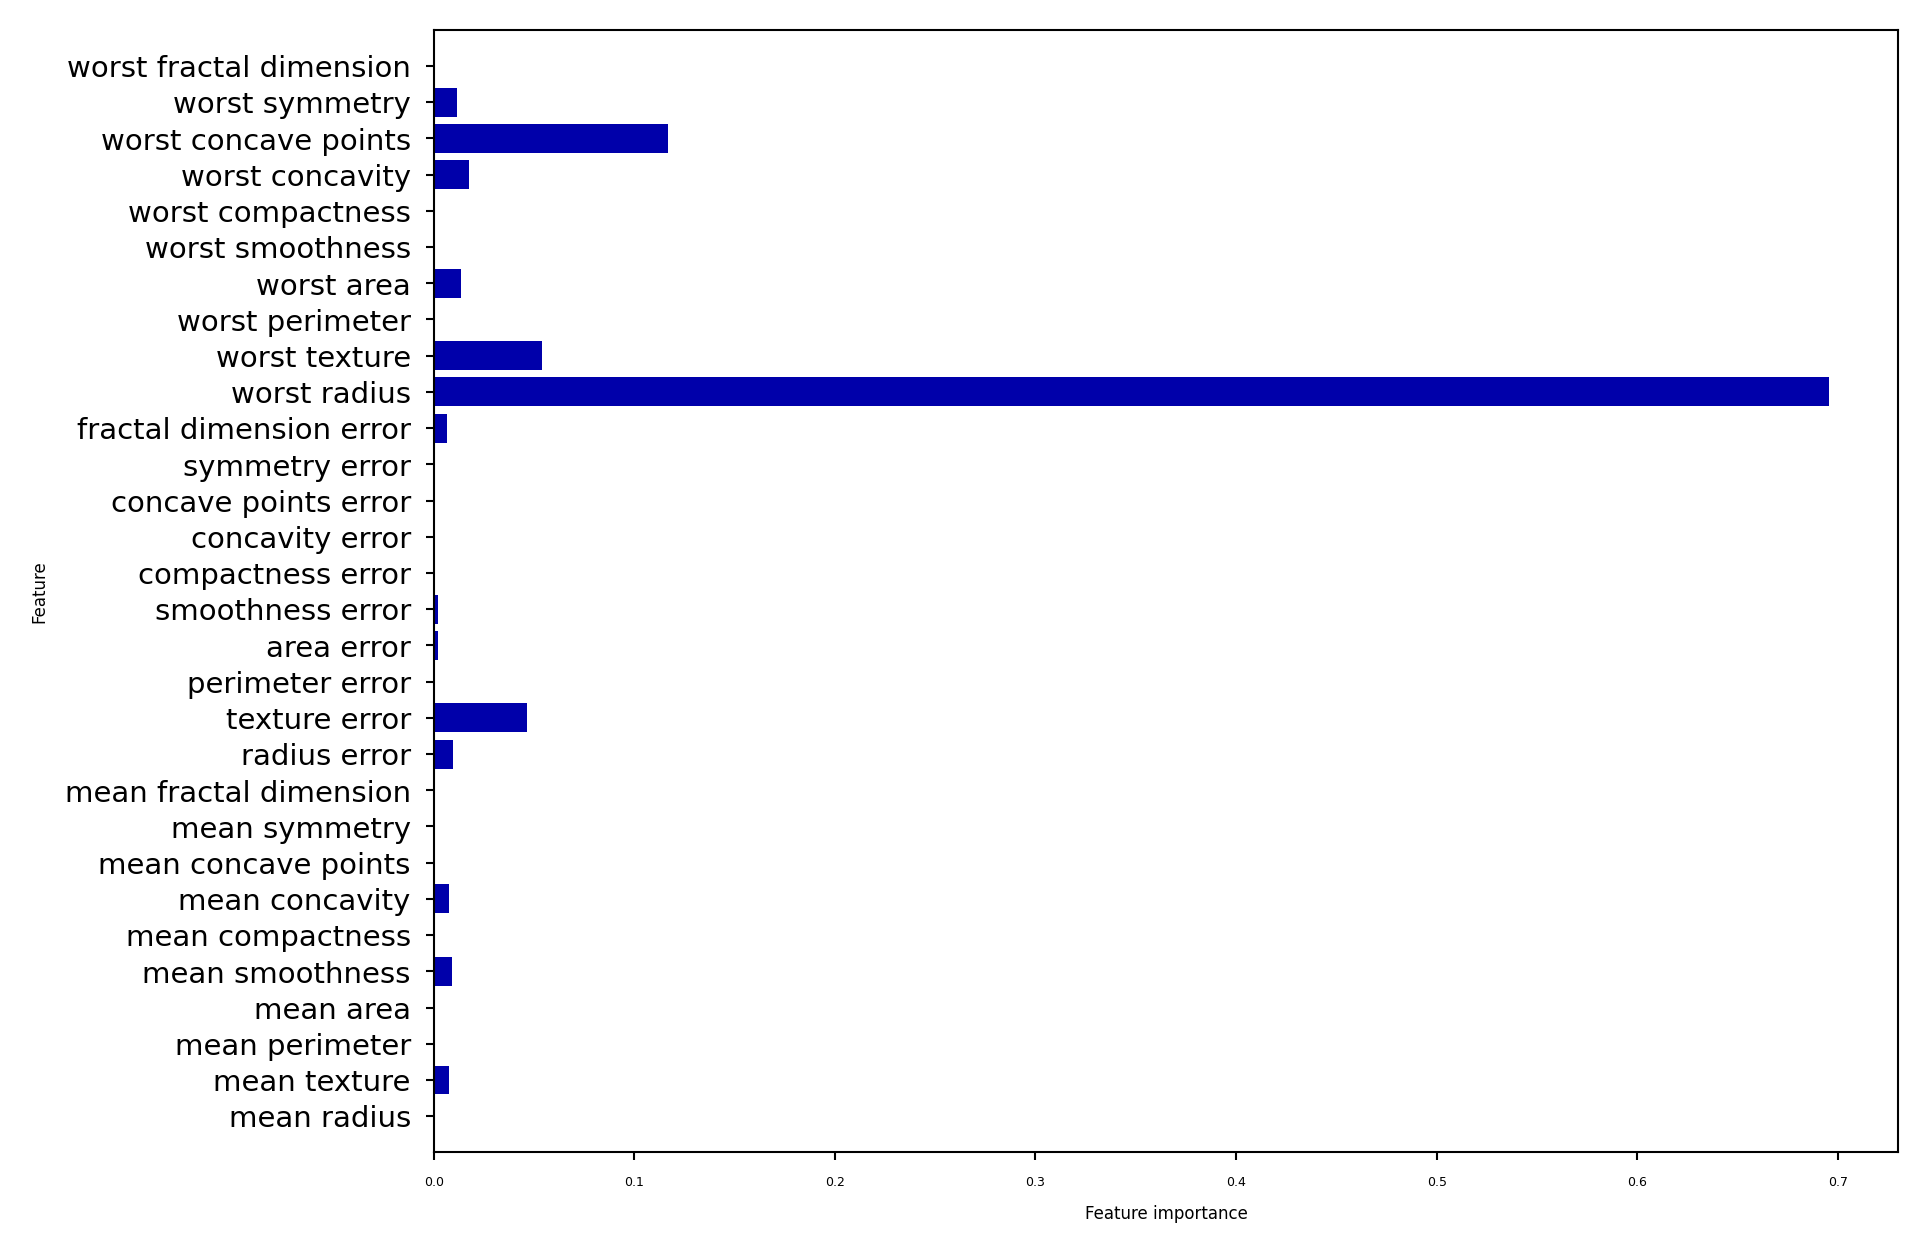 worst fractal dimension
worst symmetry
worst concave points
worst concavity
worst compactness
worst smoothness
worst area
worst perimeter
worst texture
worst radius
fractal dimension error
symmetry error
concave points error
concavity error
compactness error
smoothness error
area error
perimeter error
texture error
radius error
mean fractal dimension
mean symmetry
mean concave points
mean concavity
mean compactness
mean smoothness
mean area
mean perimeter
mean texture
mean radius
Feature
0.0 0.1 0.2 0.3 0.4 0.5 0.6 0.7
Feature importance